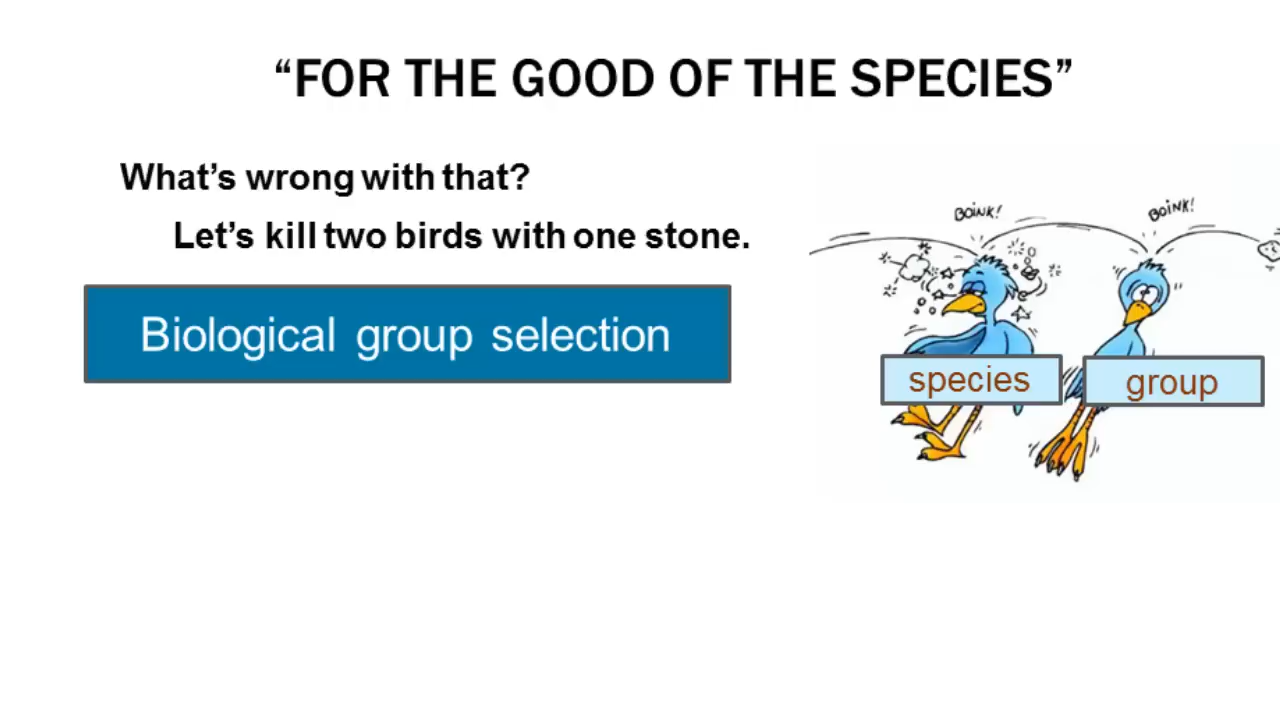 “FOR THE GOOD OF THE SPECIES”
What’s wrong with that?
Let’s kill two birds with one stone.
Biological group selection
BOINK!
BOINK!
species
group